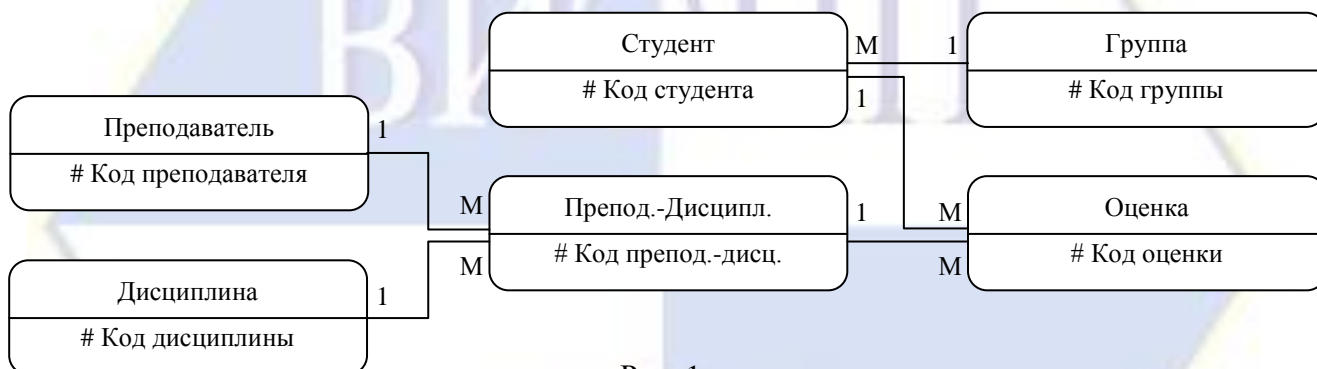 Студент
# Код студента
M
1
1
Группа
# Код группы
Преподаватель
# Код преподавателя
1
Препод.-Дисципл.
# Код препод.-дисц.
M
M
1
Оценка
# Код оценки
M
M
Дисциплина
# Код дисциплины
1